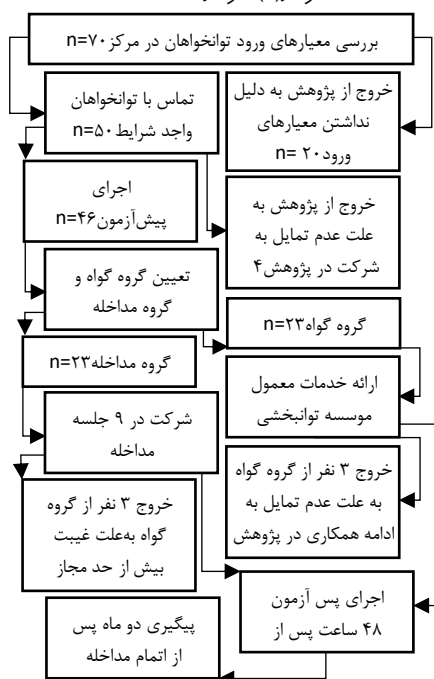 بررسی معیارهای ورود توانخواهان در مرکز n=۷۰
خروج از پژوهش به دلیل
نداشتن معیارهای
ورود n= ۲۰
تماس با توانخواهان
واجد شرایط n=۵۰
خروج از پژوهش به
علت عدم تمایل به
شرکت در پژوهش ۴
اجرای
پیش‌آزمون n=۴۶
تعیین گروه گواه و
گروه مداخله
گروه گواه n=۲۳
گروه مداخله n=۲۳
ارائه خدمات معمول
موسسه توانبخشی
شرکت در ۹ جلسه
مداخله
خروج ۳ نفر از گروه گواه
به علت عدم تمایل به
ادامه همکاری در پژوهش
خروج ۳ نفر از گروه
گواه به‌علت غیبت
بیش از حد مجاز
اجرای پس آزمون
۴۸ ساعت پس از
پیگیری دو ماه پس
از اتمام مداخله